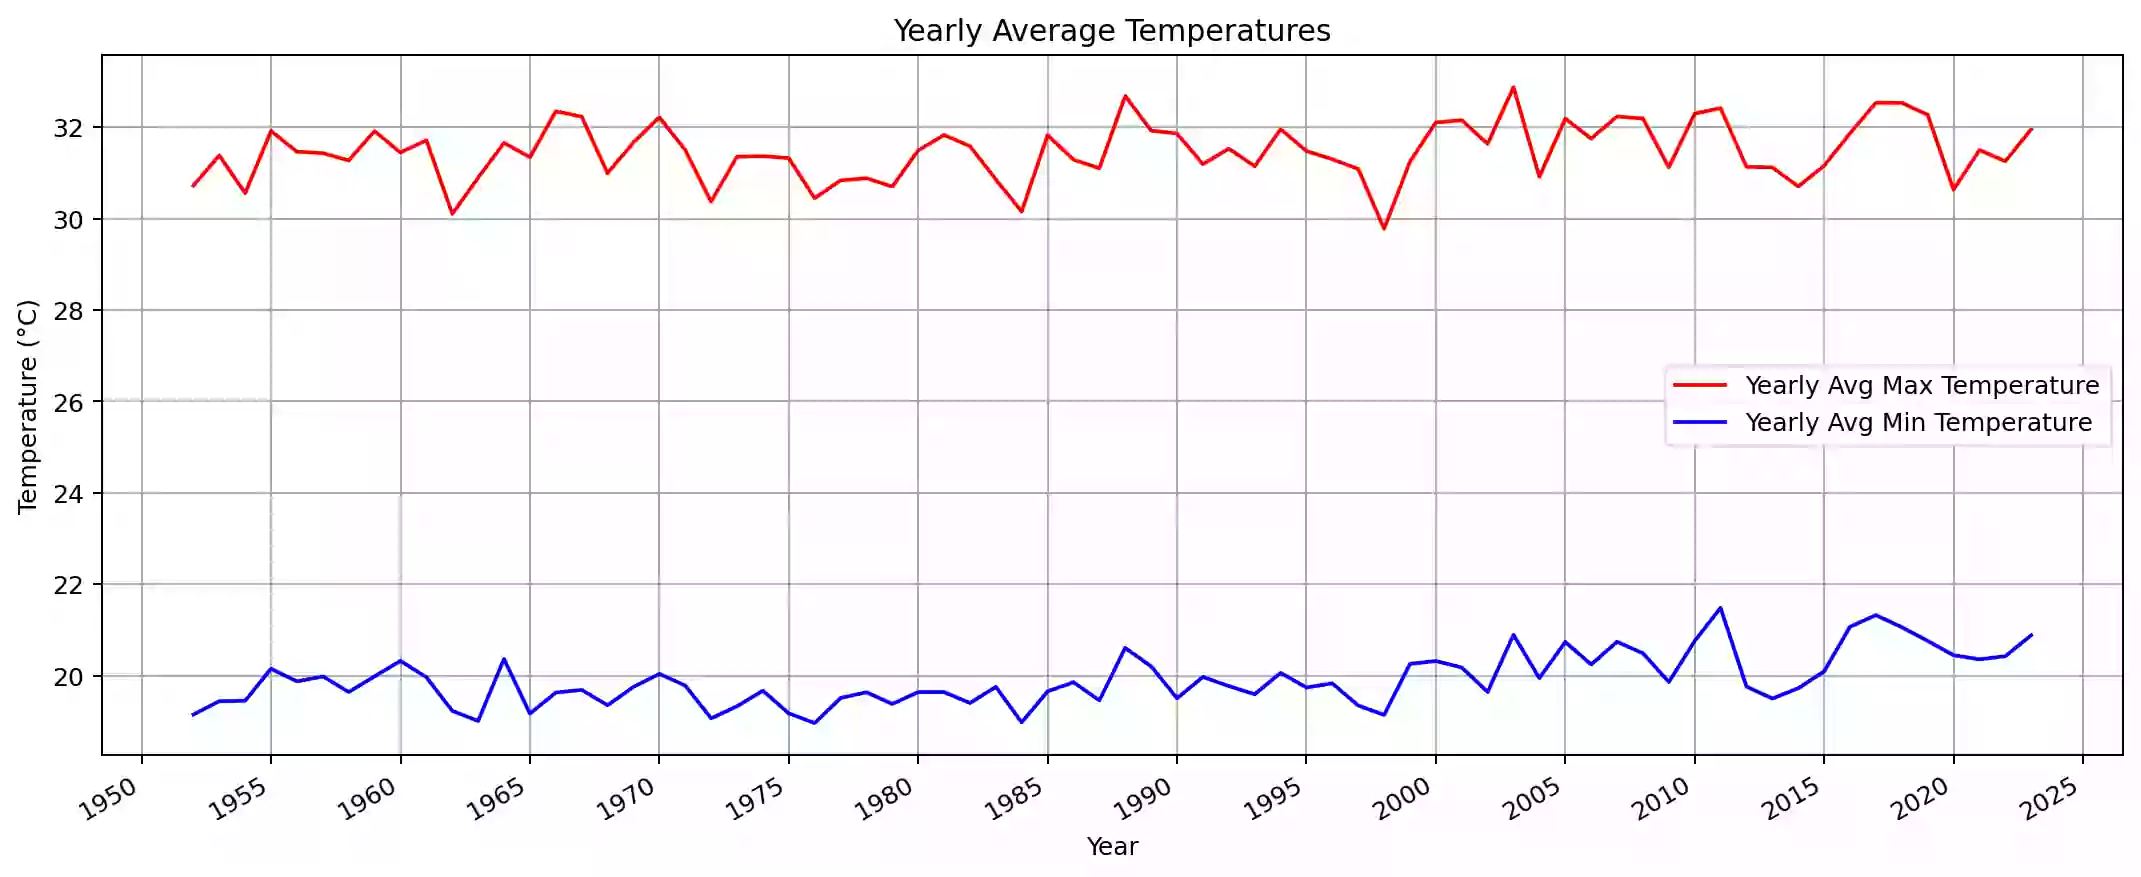 Yearly Average Temperatures
Temperature (°C)
32
30
28
26
24
22
20
Yearly Avg Max Temperature
Yearly Avg Min Temperature
1950 1955 1960 1965 1970 1975 1980 1985 1990 1995 2000 2005 2010 2015 2020 2025
Year